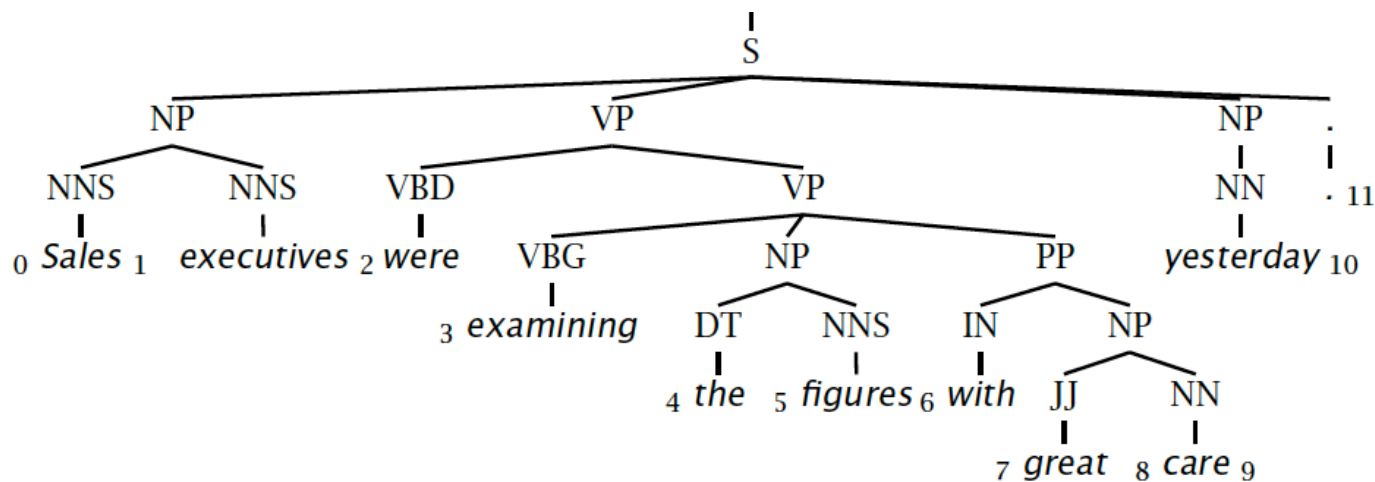 S
NP VP NP .
NNS NNS VBD VP NN . 11
0 Sales 1 executives 2 were VBG NP PP yesterday 10
3 examining DT NNS IN NP
4 the 5 figures 6 with JJ NN
7 great 8 care 9